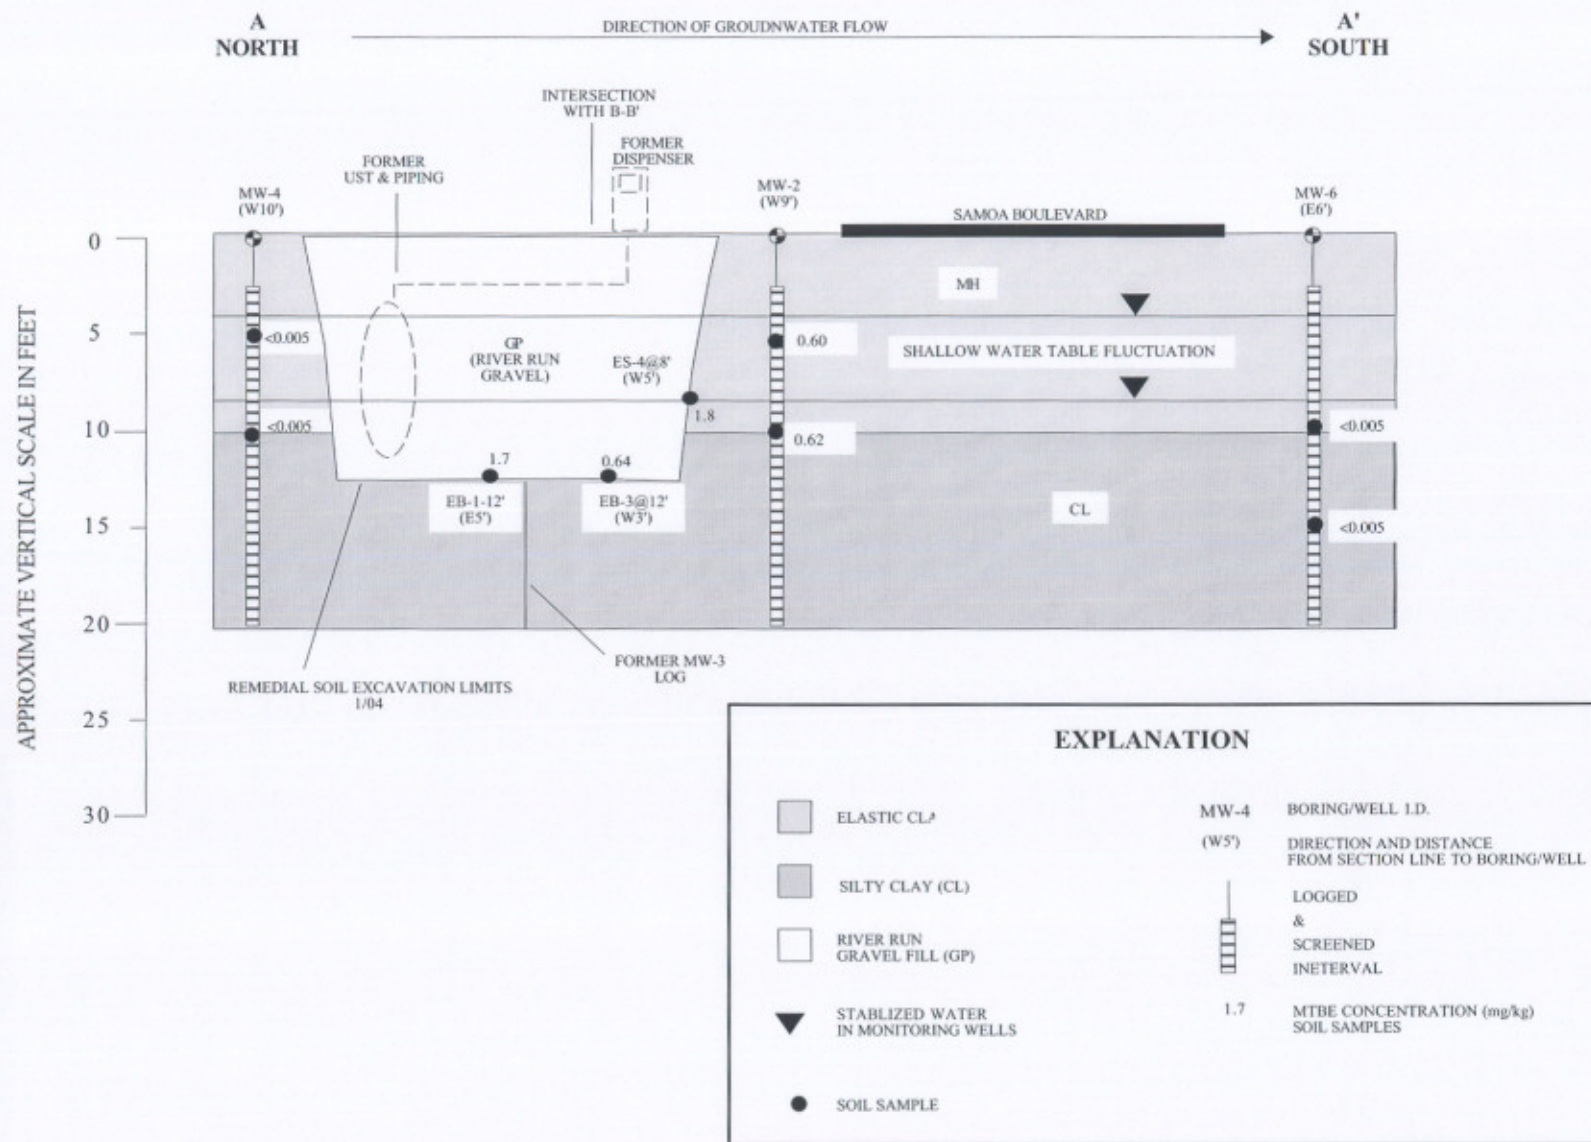 A
NORTH
DIRECTION OF GROUDNWATER FLOW
A'
SOUTH
INTERSECTION
WITH B-B'
FORMER
DISPENSER
FORMER
UST & PIPING
MW-4
(W10')
MW-2
(W9')
SAMOA BOULEVARD
MW-6
(E6')
APPROXIMATE VERTICAL SCALE IN FEET
0
5
10
15
20
25
30
MH
<0.005
GP
(RIVER RUN
GRAVEL)
ES-4@8'
(W5')
0.60
SHALLOW WATER TABLE FLUCTUATION
1.8
<0.005
0.62
<0.005
1.7
0.64
EB-1-12'
(E5')
EB-3@12'
(W3')
CL
<0.005
FORMER MW-3
LOG
REMEDIAL SOIL EXCAVATION LIMITS
1/04
EXPLANATION
ELASTIC
SILTY CLAY (CL)
RIVER RUN
GRAVEL FILL (GP)
STABLIZED WATER
IN MONITORING WELLS
SOIL SAMPLE
MW-4 BORING/WELL I.D.
(W5') DIRECTION AND DISTANCE
FROM SECTION LINE TO BORING/WELL
LOGGED
&
SCREENED
INETERVAL
1.7 MTBE CONCENTRATION (mg/kg)
SOIL SAMPLES